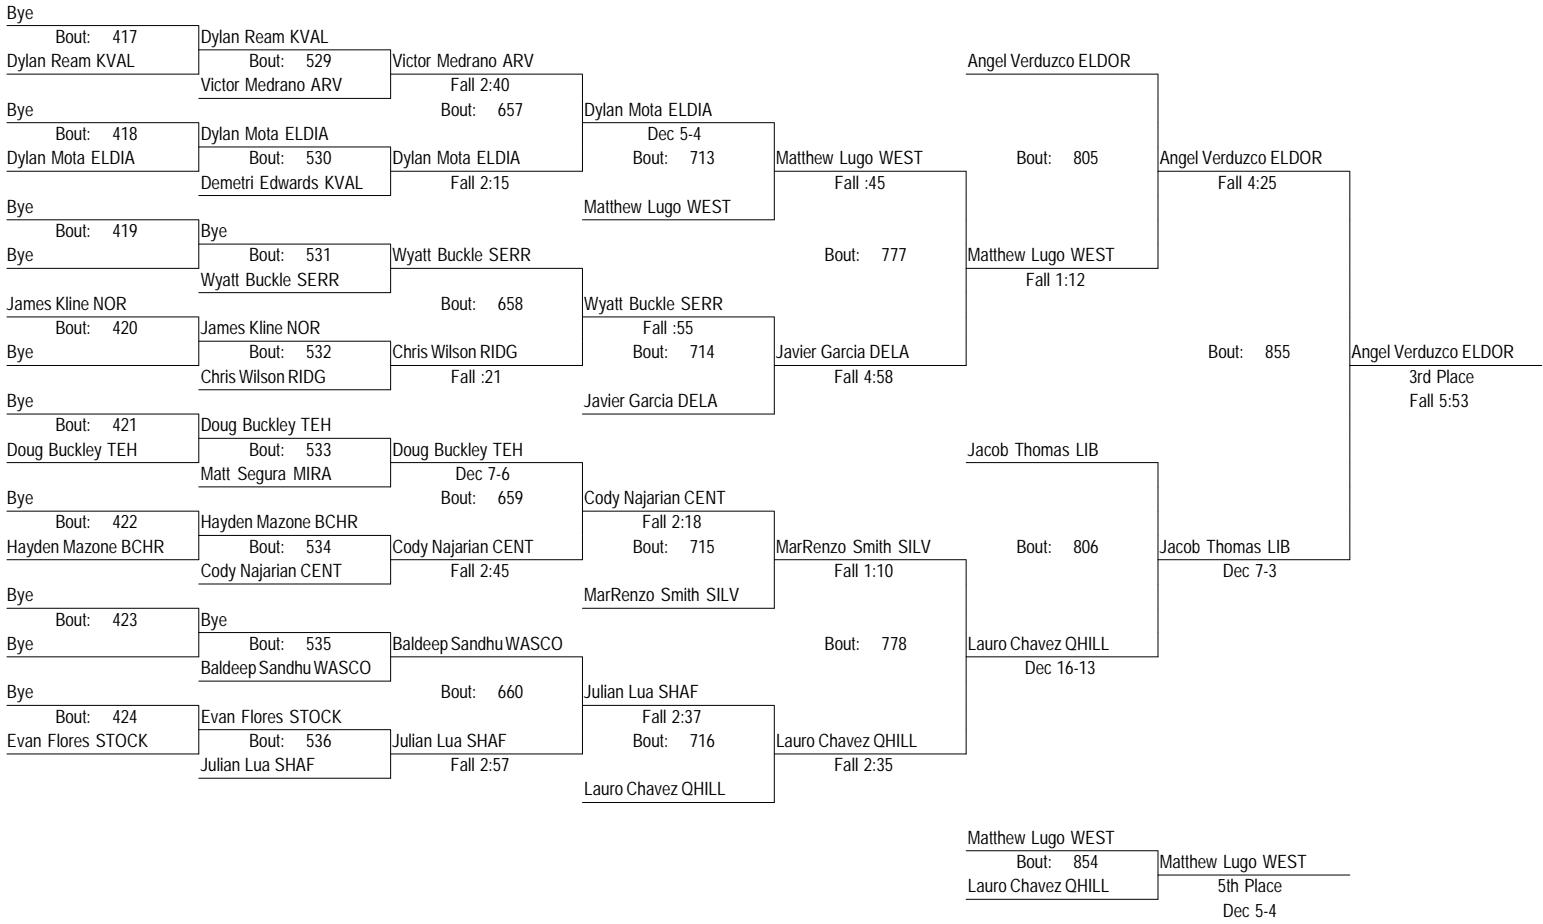 Bye
Bout: 417
Dylan Ream KVAL
Bye
Bout: 418
Dylan Mota ELDIA
Bye
Bout: 419
Bye
James Kline NOR
Bout: 420
Bye
Bye
Bout: 421
Doug Buckley TEH
Bye
Bout: 422
Hayden Mazone BCHR
Bye
Bout: 423
Bye
Bye
Bout: 424
Evan Flores STOCK
Dylan Ream KVAL
Bout: 529
Victor Medrano ARV
Dylan Mota ELDIA
Bout: 530
Demetri Edwards KVAL
Bye
Bout: 531
Wyatt Buckle SERR
James Kline NOR
Bout: 532
Chris Wilson RIDG
Doug Buckley TEH
Bout: 533
Matt Segura MIRA
Hayden Mazone BCHR
Bout: 534
Cody Najarian CENT
Bye
Bout: 535
Baldeep Sandhu WASCO
Evan Flores STOCK
Bout: 536
Julian Lua SHAF
Victor Medrano ARV
Fall 2:40
Bout: 657
Dylan Mota ELDIA
Fall 2:15
Wyatt Buckle SERR
Bout: 658
Chris Wilson RIDG
Fall :21
Doug Buckley TEH
Dec 7-6
Bout: 659
Cody Najarian CENT
Fall 2:45
Baldeep Sandhu WASCO
Bout: 660
Julian Lua SHAF
Fall 2:57
Dylan Mota ELDIA
Dec 5-4
Bout: 713
Matthew Lugo WEST
Wyatt Buckle SERR
Fall :55
Bout: 714
Javier Garcia DELA
Cody Najarian CENT
Fall 2:18
Bout: 715
MarRenzo Smith SILV
Julian Lua SHAF
Fall 2:37
Bout: 716
Lauro Chavez QHILL
Matthew Lugo WEST
Fall :45
Bout: 777
Javier Garcia DELA
Fall 4:58
MarRenzo Smith SILV
Fall 1:10
Bout: 778
Lauro Chavez QHILL
Fall 2:35
Angel Verduzco ELDOR
Bout: 805
Matthew Lugo WEST
Fall 1:12
Jacob Thomas LIB
Bout: 806
Lauro Chavez QHILL
Dec 16-13
Angel Verduzco ELDOR
Fall 4:25
Bout: 855
Jacob Thomas LIB
Dec 7-3
Angel Verduzco ELDOR
3rd Place
Fall 5:53
Matthew Lugo WEST
Bout: 854
Lauro Chavez QHILL
Matthew Lugo WEST
5th Place
Dec 5-4